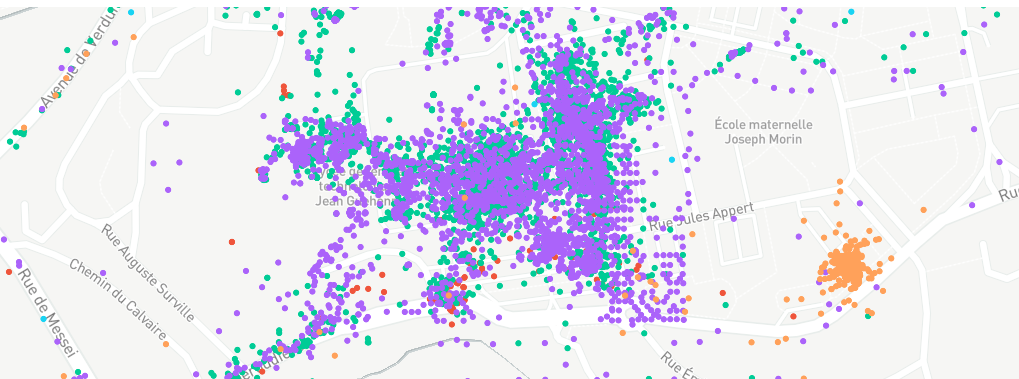 Avenue de Verdun
École maternelle
Joseph Morin
Jean Guéhenno
Rue Jules Appert
Rue Auguste Surville
Chemin du Calvaire
Rue de Messei
Rue